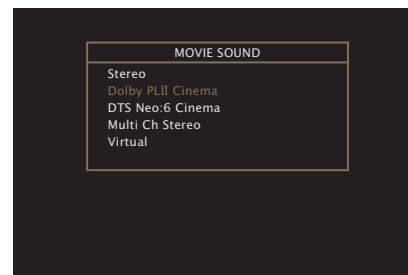 MOVIE SOUND
Stereo
Dolby PLII Cinema
DTS Neo:6 Cinema
Multi Ch Stereo
Virtual